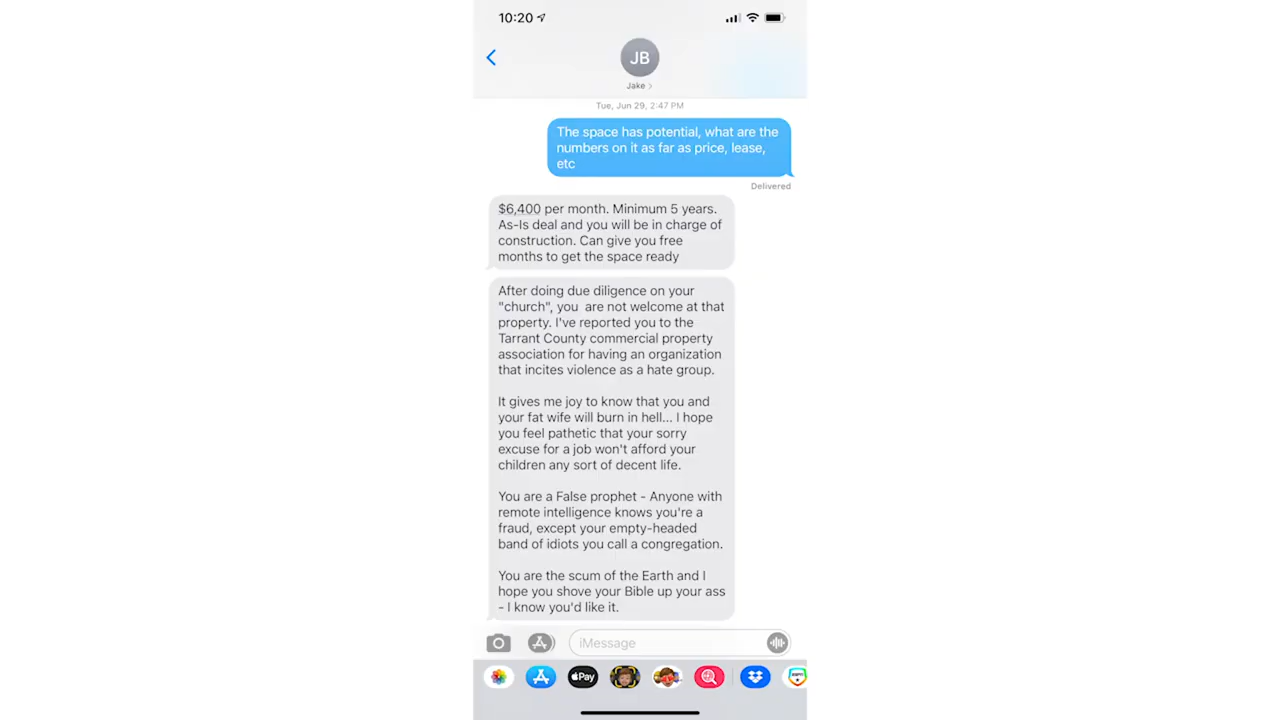 10:20
JB
Jake
Tue, Jun 29, 2:47 PM
The space has potential, what are the
numbers on it as far as price, lease,
etc
Delivered
$6,400 per month. Minimum 5 years.
As-Is deal and you will be in charge of
construction. Can give you free
months to get the space ready
After doing due diligence on your
"church", you  are not welcome at that
property. I've reported you to the
Tarrant County commercial property
association for having an organization
that incites violence as a hate group.
It gives me joy to know that you and
your fat wife will burn in hell... I hope
you feel pathetic that your sorry
excuse for a job won't afford your
children any sort of decent life.
You are a False prophet - Anyone with
remote intelligence knows you're a
fraud, except your empty-headed
band of idiots you call a congregation.
You are the scum of the Earth and I
hope you shove your Bible up your ass
- I know you'd like it.
iMessage
Pay